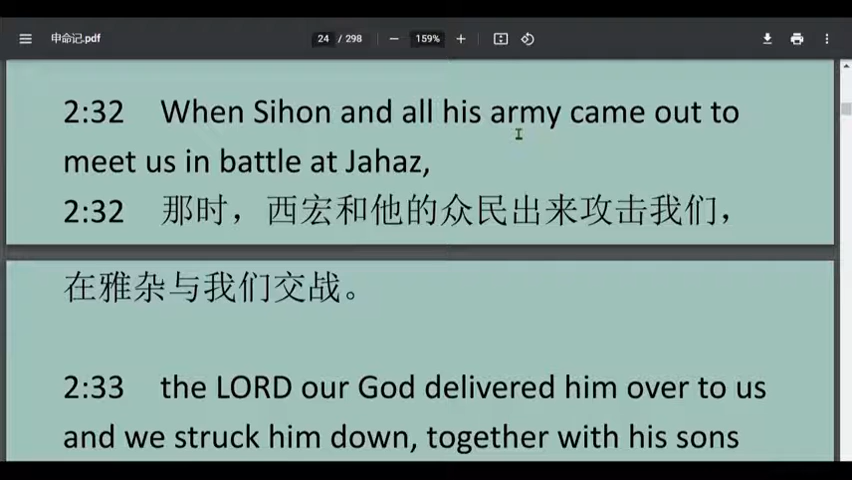 申命记.pdf
24 / 298
159%
2:32 When Sihon and all his army came out to
meet us in battle at Jahaz,
2:32 那时，西宏和他的众民出来攻击我们，
在雅杂与我们交战。
2:33 the LORD our God delivered him over to us
and we struck him down, together with his sons